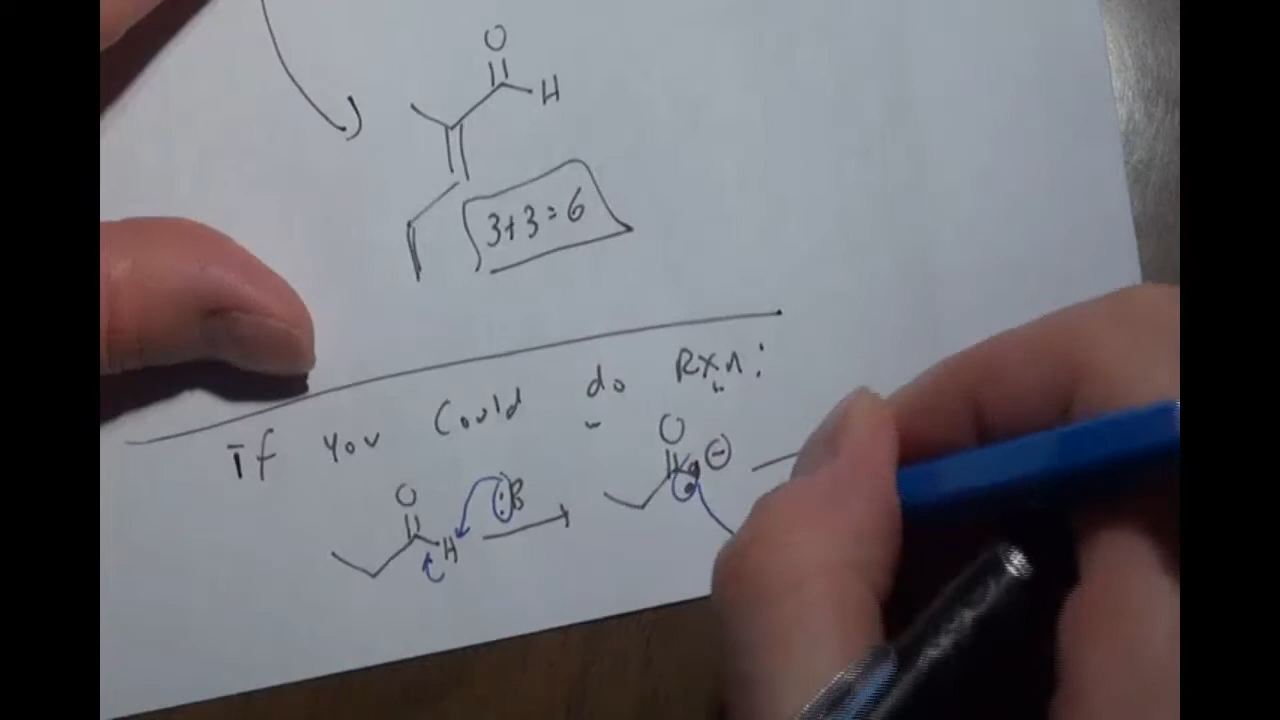 O
H
3+3=6
If you could do Rxn:
O
⊖
O
:B
H